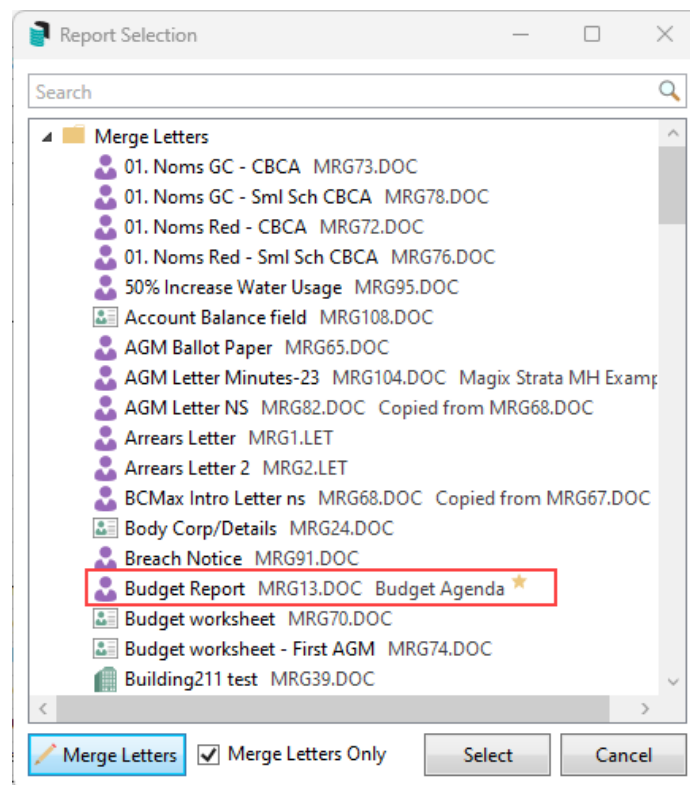 Report Selection
Search
Merge Letters
01. Noms GC - CBCA MRG73.DOC
01. Noms GC - Sml Sch CBCA MRG78.DOC
01. Noms Red - CBCA MRG72.DOC
01. Noms Red - Sml Sch CBCA MRG76.DOC
50% Increase Water Usage MRG95.DOC
Account Balance field MRG108.DOC
AGM Ballot Paper MRG65.DOC
AGM Letter Minutes-23 MRG104.DOC Magix Strata MH Examp
AGM Letter NS MRG82.DOC Copied from MRG68.DOC
Arrears Letter MRG1.LET
Arrears Letter 2 MRG2.LET
BCMax Intro Letter ns MRG68.DOC Copied from MRG67.DOC
Body Corp/Details MRG24.DOC
Breach Notice MRG91.DOC
Budget Report MRG13.DOC Budget Agenda
Budget worksheet MRG70.DOC
Budget worksheet - First AGM MRG74.DOC
Building211 test MRG39.DOC
Merge Letters Merge Letters Only Select Cancel